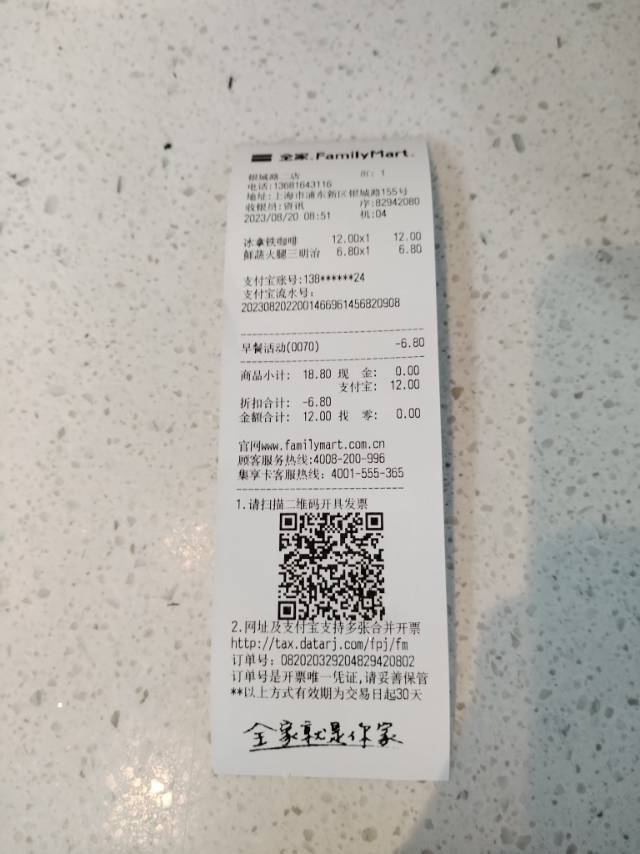 全家.FamilyMart.
银城路二店 班: 1
电话:13681643116
地址:上海市浦东新区银城路155号
收银员:资讯 序:82942080
2023/08/20 08:51 机:04
冰拿铁咖啡 12.00x1 12.00
鲜蔬火腿三明治 6.80x1 6.80
支付宝账号:138******24
支付宝流水号:
2023082022001466961456820908
早餐活动(0070) -6.80
商品小计: 18.80 现 金: 0.00
支付宝: 12.00
折扣合计: -6.80
金额合计: 12.00 找 零: 0.00
官网www.familymart.com.cn
顾客服务热线:4008-200-996
集享卡客服热线: 4001-555-365
1.请扫描二维码开具发票
2.网址及支付宝支持多张合并开票
http://tax.datarj.com/fpj/fm
订单号: 082020329204829420802
订单号是开票唯一凭证,请妥善保管
**以上方式有效期为交易日起30天
全家就是你家